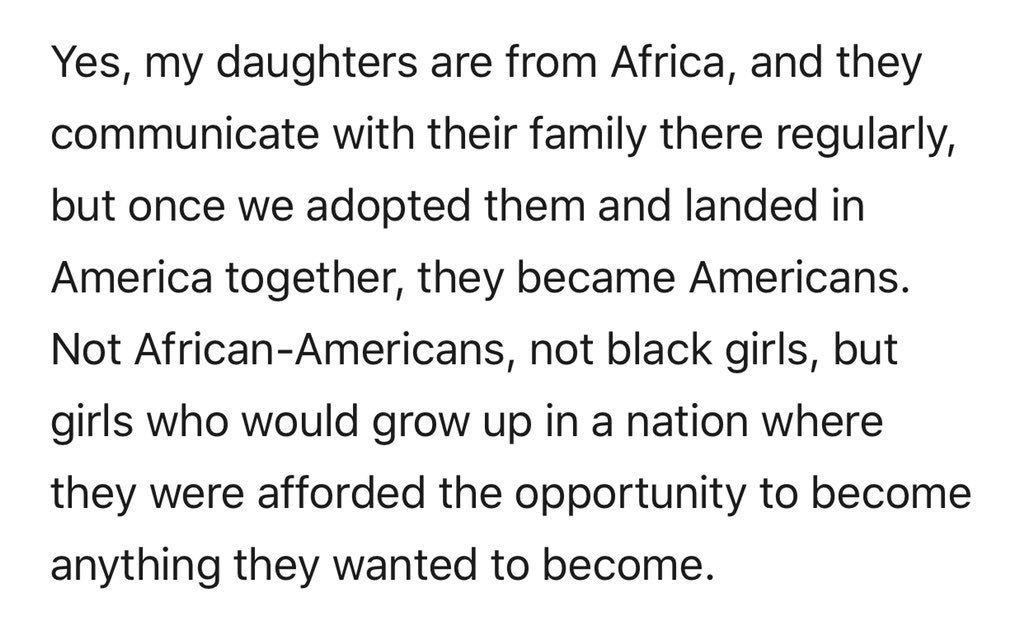 Yes, my daughters are from Africa, and they
communicate with their family there regularly,
but once we adopted them and landed in
America together, they became Americans.
Not African-Americans, not black girls, but
girls who would grow up in a nation where
they were afforded the opportunity to become
anything they wanted to become.